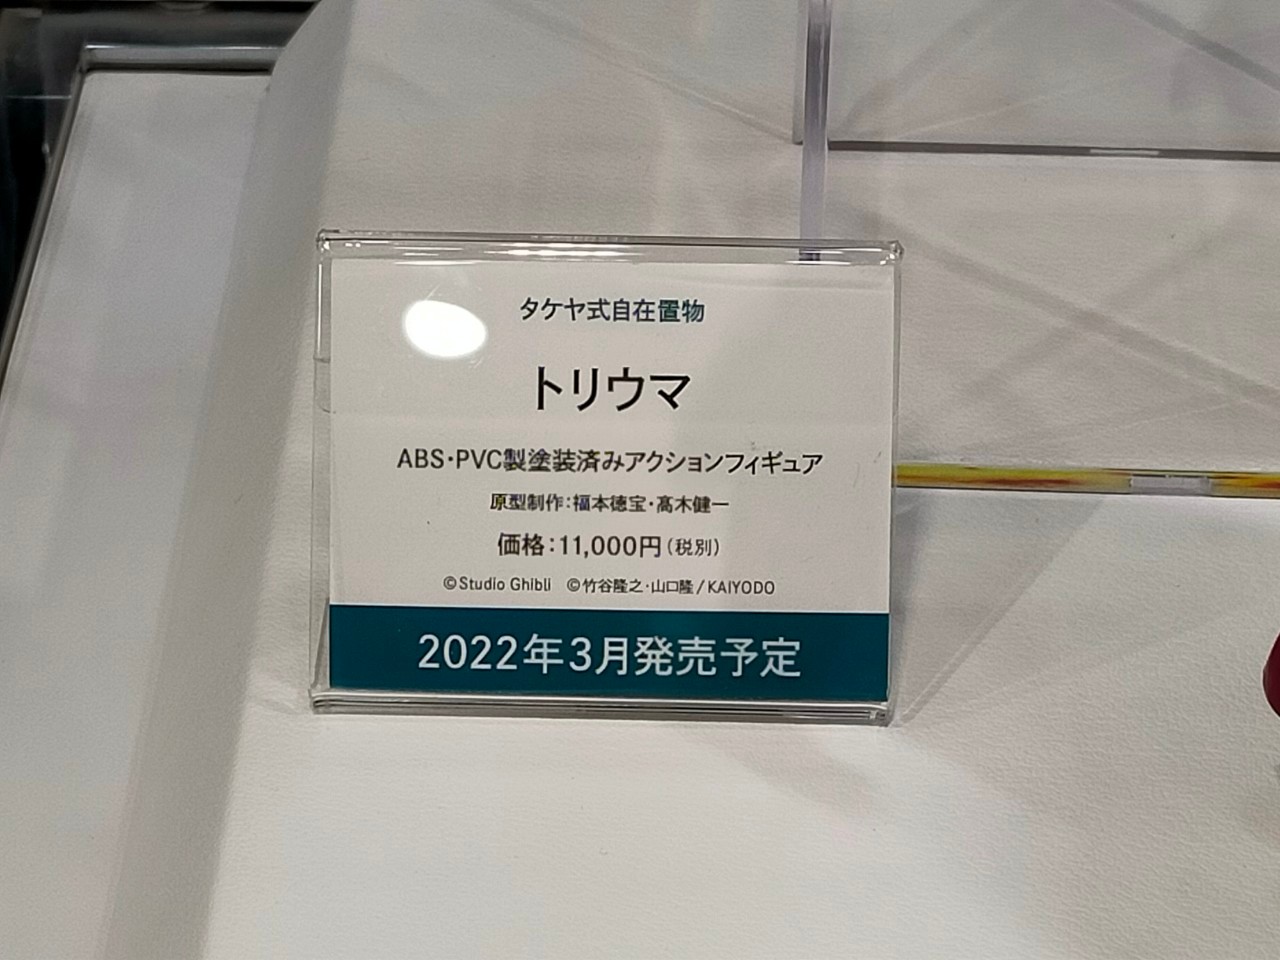 タケヤ式自在置物
トリウマ
ABS・PVC製塗装済みアクションフィギュア
原型制作：福本徳宝・髙木健一
価格：11,000円（税別）
©Studio Ghibli ©竹谷隆之・山口隆/KAIYODO
2022年3月発売予定